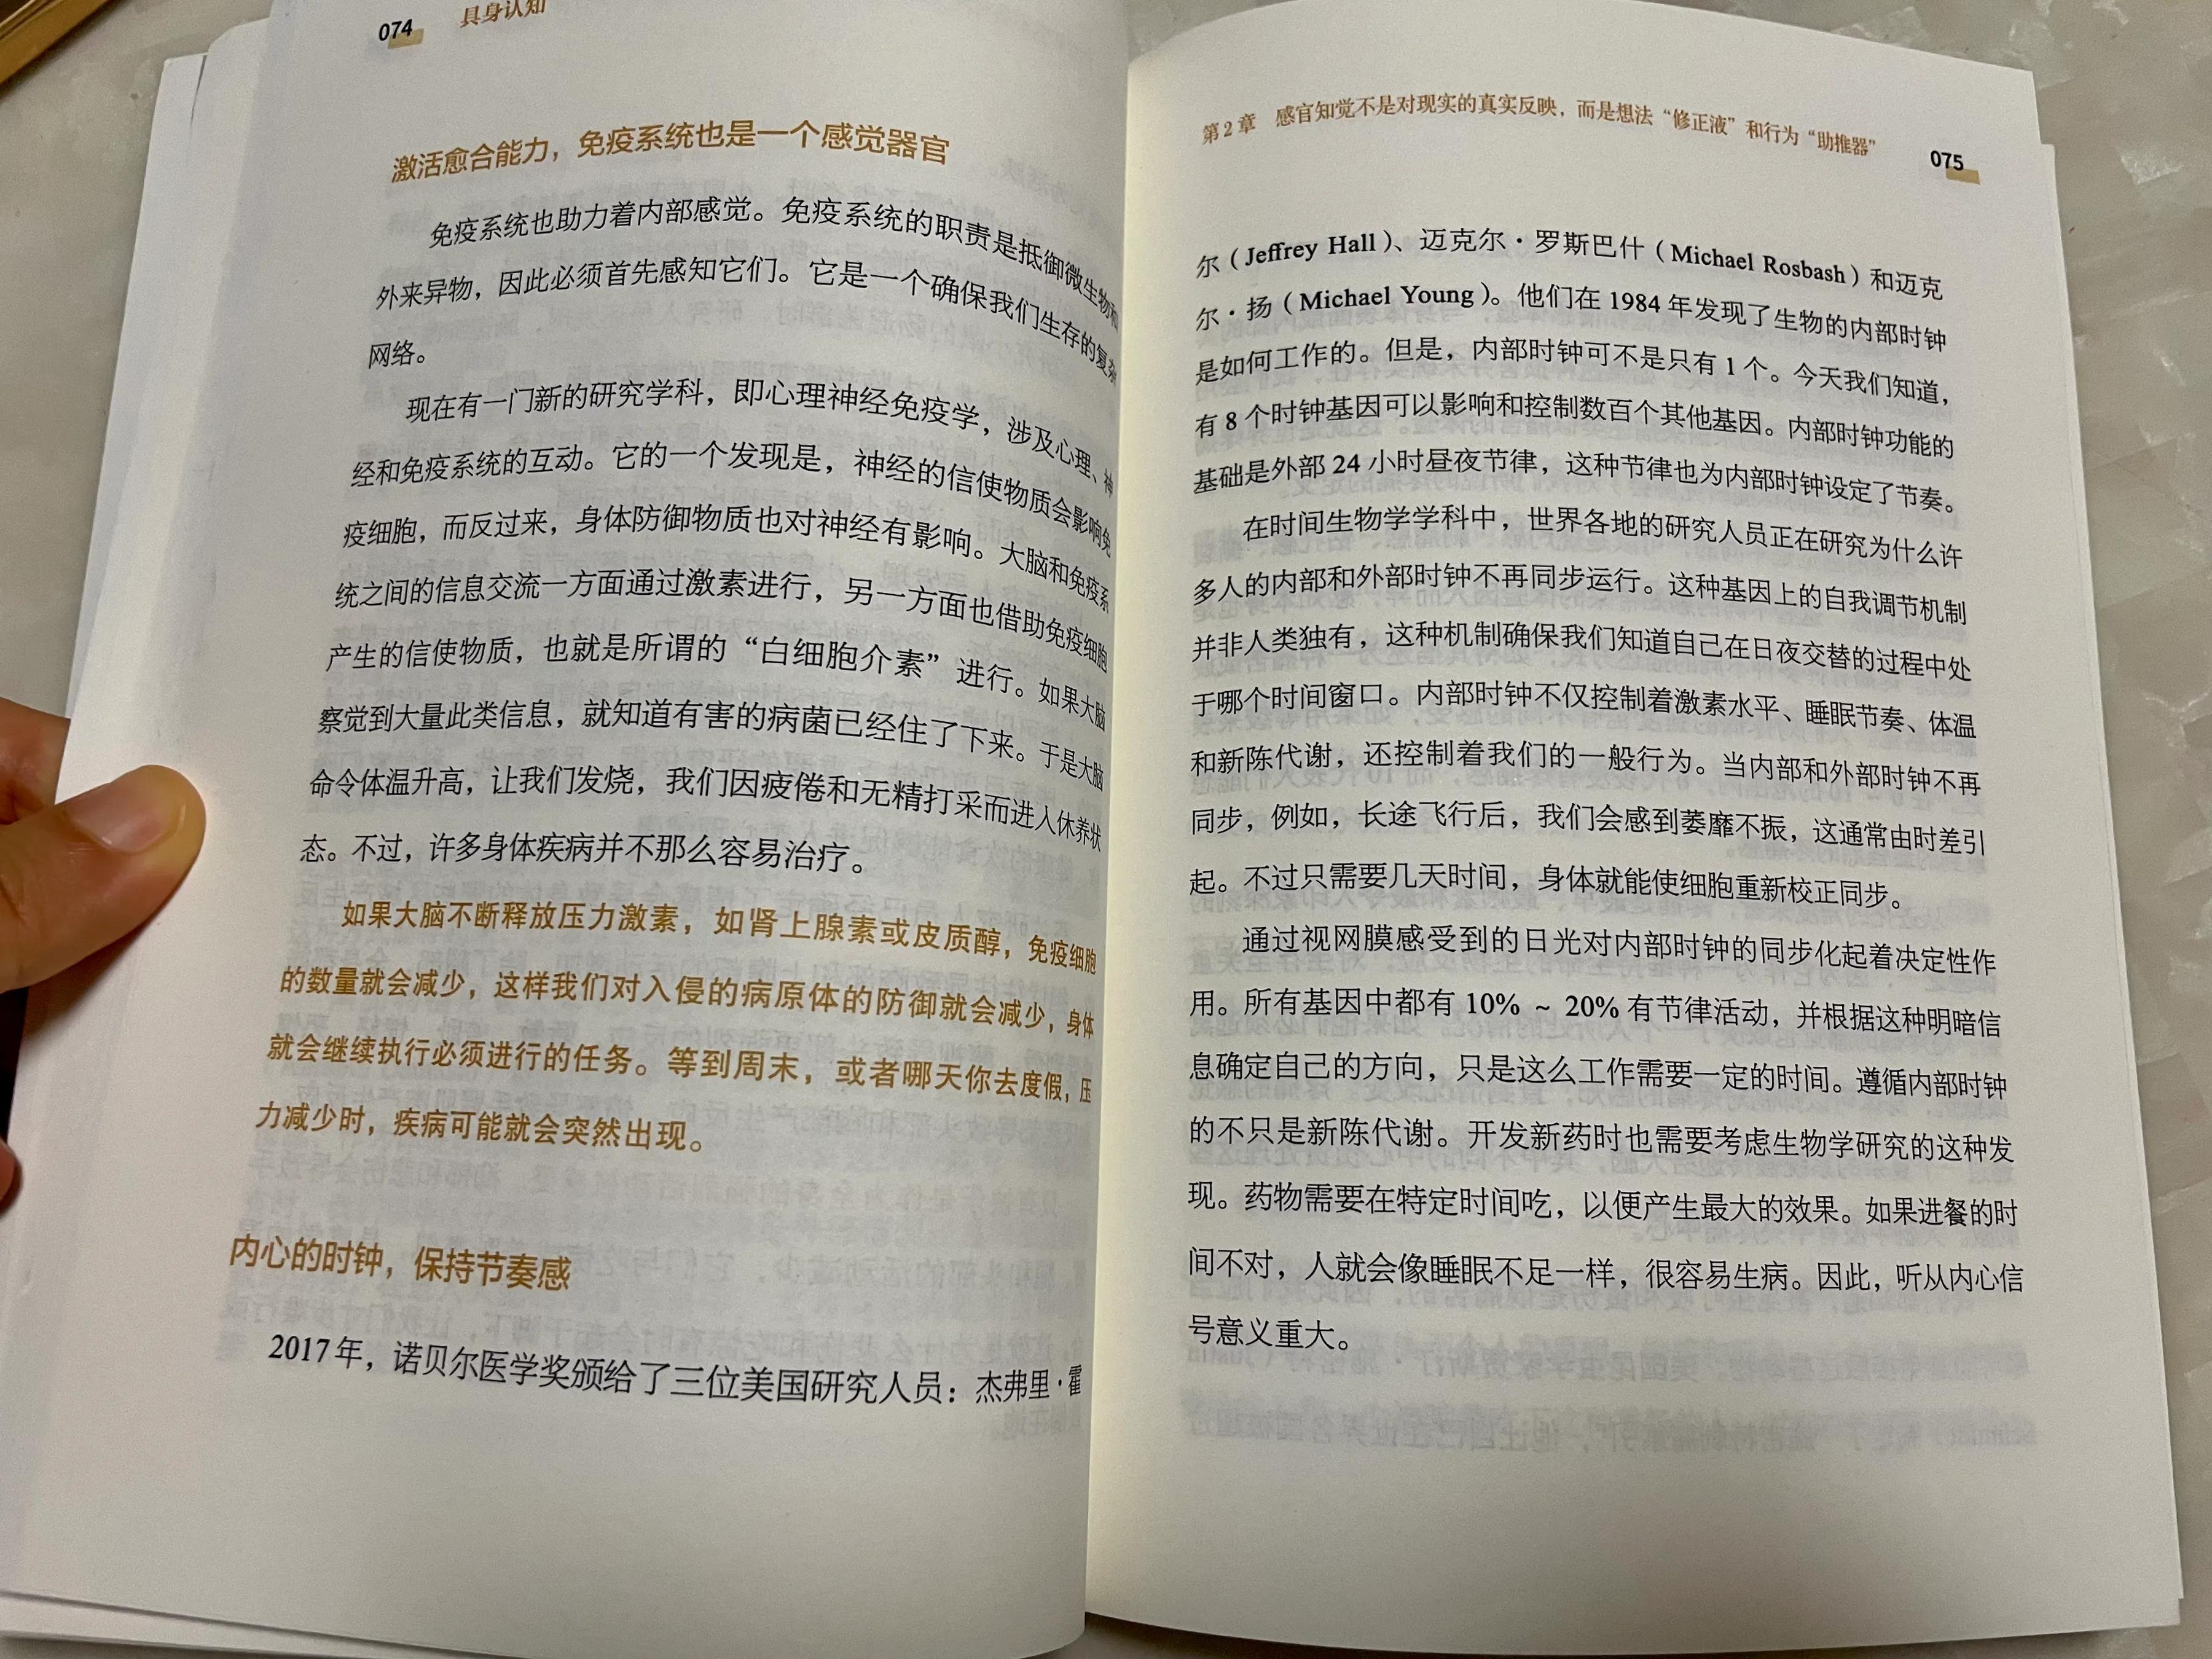 074 具身认知
激活愈合能力，免疫系统也是一个感觉器官
免疫系统也助力着内部感觉。免疫系统的职责是抵御微生物和
外来异物，因此必须首先感知它们。它是一个确保我们生存的复杂
网络。
现在有一门新的研究学科，即心理神经免疫学，涉及心理、神
经和免疫系统的互动。它的一个发现是，神经的信使物质会影响免
疫细胞，而反过来，身体防御物质也对神经有影响。大脑和免疫系
统之间的信息交流一方面通过激素进行，另一方面也借助免疫细胞
产生的信使物质，也就是所谓的“白细胞介素”进行。如果大脑
察觉到大量此类信息，就知道有害的病菌已经住了下来。于是大脑
命令体温升高，让我们发烧，我们因疲倦和无精打采而进入休养状
态。不过，许多身体疾病并不那么容易治疗。
如果大脑不断释放压力激素，如肾上腺素或皮质醇，免疫细胞
的数量就会减少，这样我们对入侵的病原体的防御就会减少，身体
就会继续执行必须进行的任务。等到周末，或者哪天你去度假，压
力减少时，疾病可能就会突然出现。
内心的时钟，保持节奏感
2017年，诺贝尔医学奖颁给了三位美国研究人员：杰弗里·霍
第2章 感官知觉不是对现实的真实反映，而是想法“修正液”和行为“助推器” 075
尔（Jeffrey Hall）、迈克尔·罗斯巴什（Michael Rosbash）和迈克
尔·扬（Michael Young）。他们在1984年发现了生物的内部时钟
是如何工作的。但是，内部时钟可不是只有1个。今天我们知道，
有8个时钟基因可以影响和控制数百个其他基因。内部时钟功能的
基础是外部24小时昼夜节律，这种节律也为内部时钟设定了节奏。
在时间生物学学科中，世界各地的研究人员正在研究为什么许
多人的内部和外部时钟不再同步运行。这种基因上的自我调节机制
并非人类独有，这种机制确保我们知道自己在日夜交替的过程中处
于哪个时间窗口。内部时钟不仅控制着激素水平、睡眠节奏、体温
和新陈代谢，还控制着我们的一般行为。当内部和外部时钟不再
同步，例如，长途飞行后，我们会感到萎靡不振，这通常由时差引
起。不过只需要几天时间，身体就能使细胞重新校正同步。
通过视网膜感受到的日光对内部时钟的同步化起着决定性作
用。所有基因中都有10% ~ 20%有节律活动，并根据这种明暗信
息确定自己的方向，只是这么工作需要一定的时间。遵循内部时钟
的不只是新陈代谢。开发新药时也需要考虑生物学研究的这种发
现。药物需要在特定时间吃，以便产生最大的效果。如果进餐的时
间不对，人就会像睡眠不足一样，很容易生病。因此，听从内心信
号意义重大。